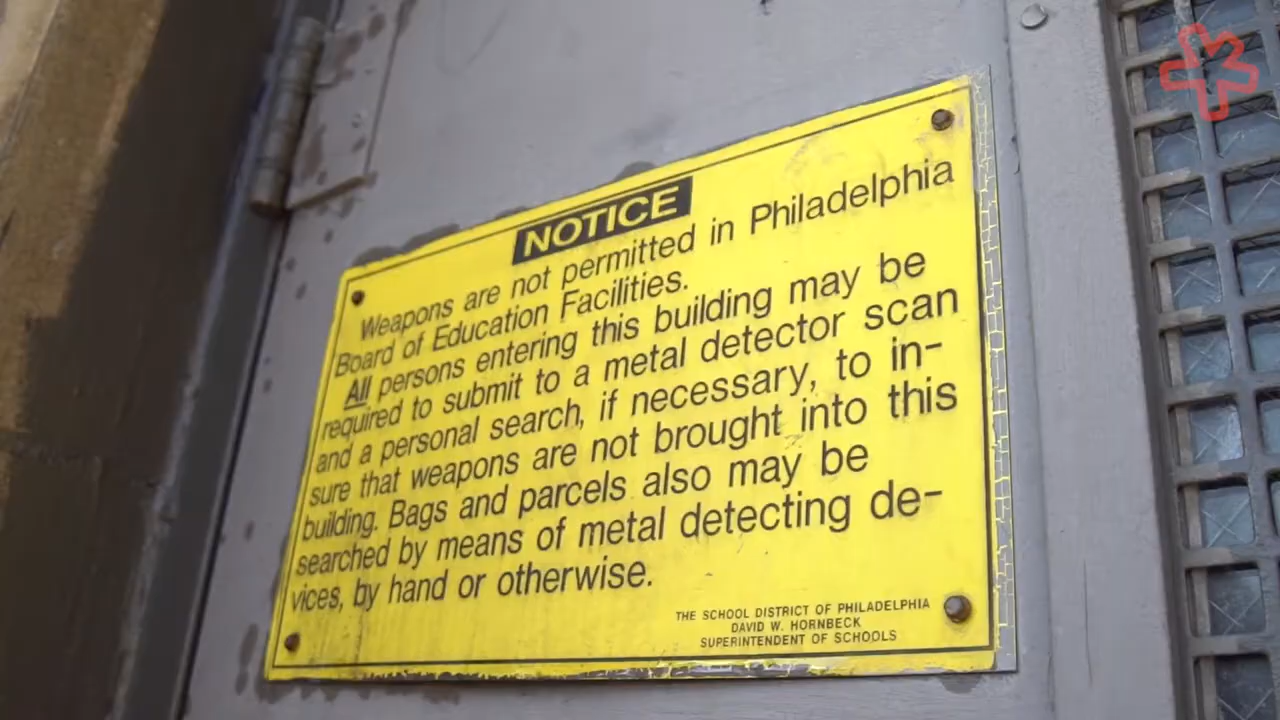 NOTICE
Weapons are not permitted in Philadelphia
Board of Education Facilities.
All persons entering this building may be
required to submit to a metal detector scan
and a personal search, if necessary, to in-
sure that weapons are not brought into this
building. Bags and parcels also may be
searched by means of metal detecting de-
vices, by hand or otherwise.
THE SCHOOL DISTRICT OF PHILADELPHIA
DAVID W. HORNBECK
SUPERINTENDENT OF SCHOOLS